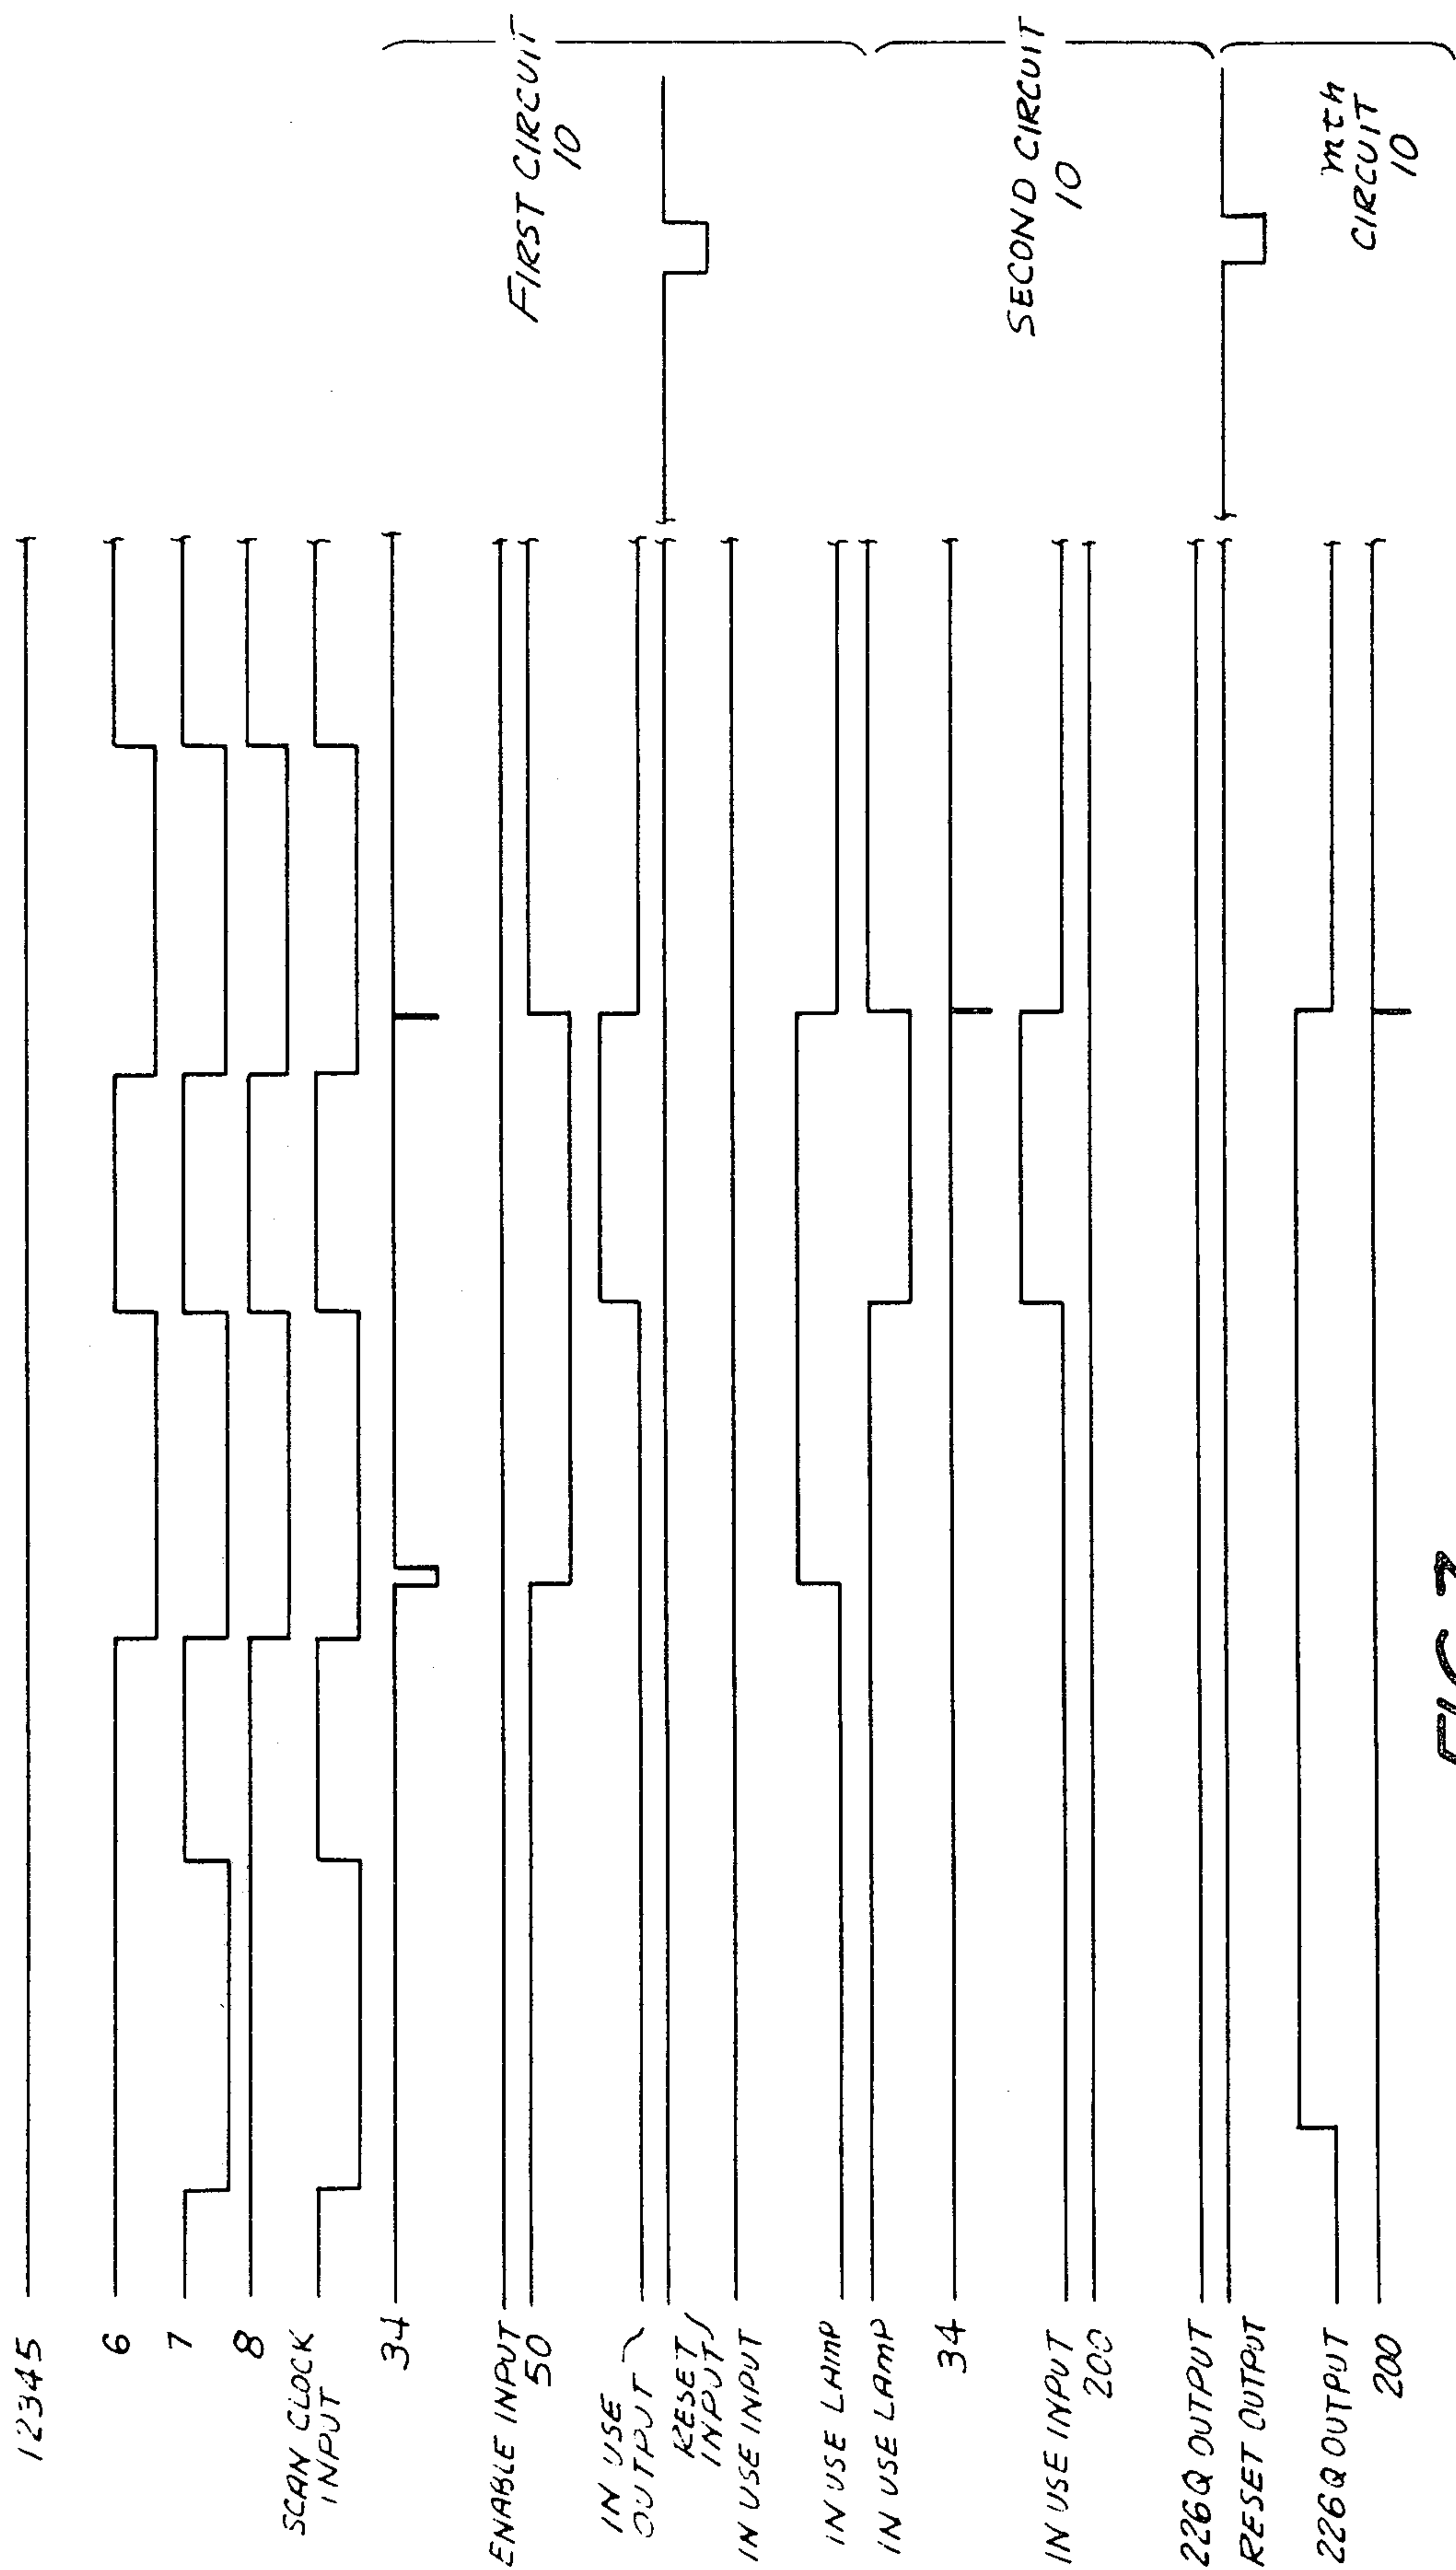 12345
6
7
8
SCAN CLOCK
INPUT
34
ENABLE INPUT
50
IN USE
OUTPUT
RESET
INPUT
IN USE INPUT
IN USE LAMP
IN USE LAMP
34
IN USE INPUT
200
226Q OUTPUT
RESET OUTPUT
226Q OUTPUT
200
FIRST CIRCUIT
10
SECOND CIRCUIT
10
mth
CIRCUIT
10